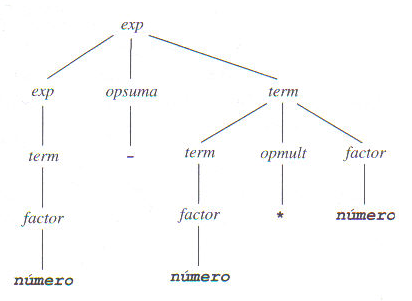 exp
exp opsuma term
term - term opmult factor
factor factor * número
número número